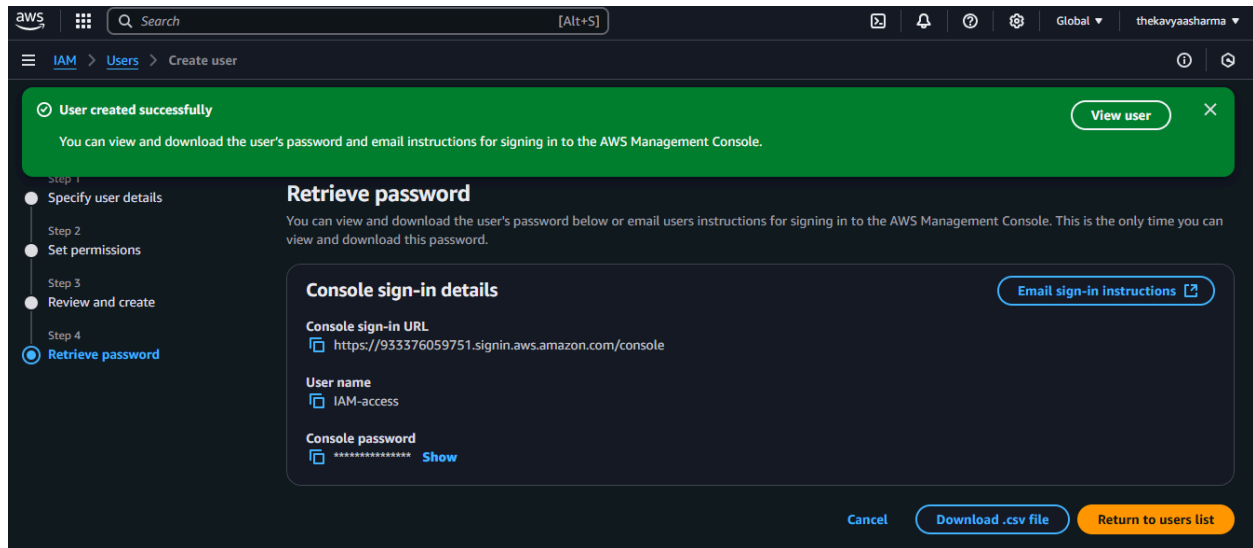 aws
Search
[Alt+S]
Global
thekavyaasharma
IAM > Users > Create user
User created successfully
View user
You can view and download the user's password and email instructions for signing in to the AWS Management Console.
Step 1
Specify user details
Step 2
Set permissions
Step 3
Review and create
Step 4
Retrieve password
Retrieve password
You can view and download the user's password below or email users instructions for signing in to the AWS Management Console. This is the only time you can
view and download this password.
Console sign-in details
Email sign-in instructions
Console sign-in URL
https://933376059751.signin.aws.amazon.com/console
User name
IAM-access
Console password
*************** Show
Cancel
Download .csv file
Return to users list